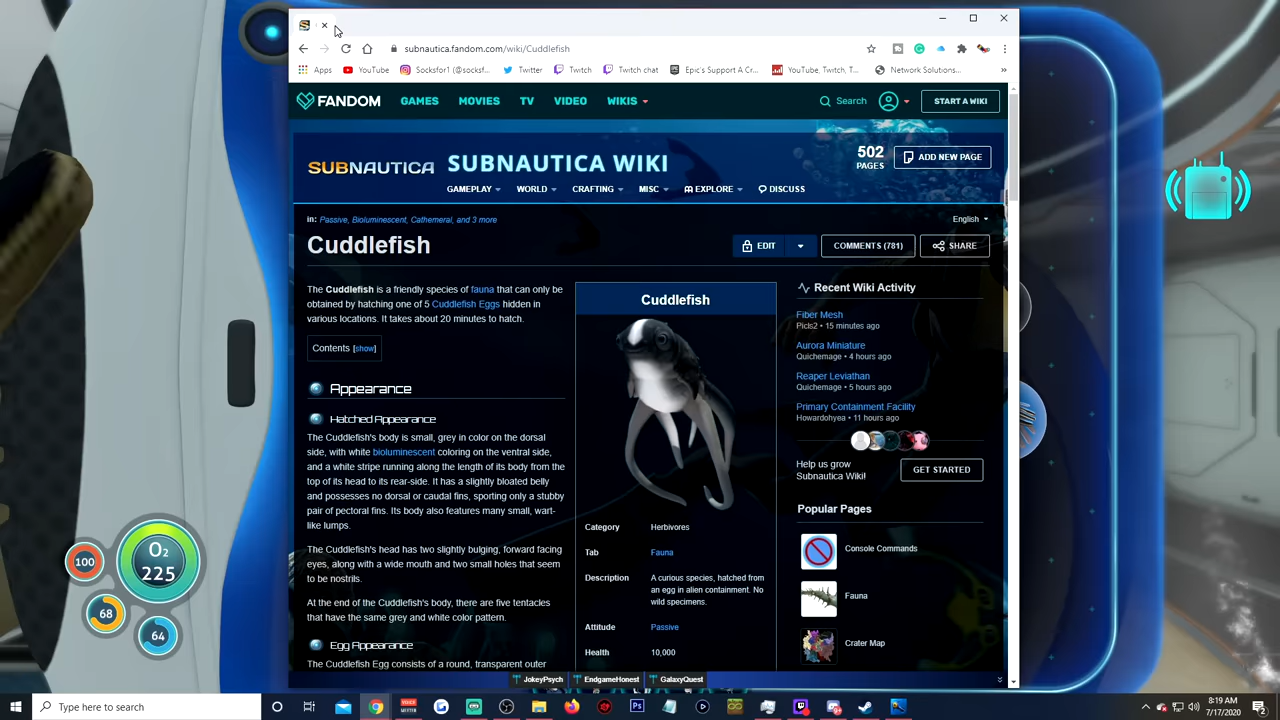 S
subnautica.fandom.com/wiki/Cuddlefish
Apps YouTube Socksfor1 (@socksf... Twitter Twitch Twitch chat Epic's Support A Cr... YouTube, Twitch, T... Network Solutions... »
FANDOM GAMES MOVIES TV VIDEO WIKIS Search START A WIKI
SUBNAUTICA SUBNAUTICA WIKI 502 PAGES ADD NEW PAGE
GAMEPLAY WORLD CRAFTING MISC EXPLORE DISCUSS
in: Passive, Bioluminescent, Cathemeral, and 3 more
English
Cuddlefish
EDIT COMMENTS (781) SHARE
The Cuddlefish is a friendly species of fauna that can only be
obtained by hatching one of 5 Cuddlefish Eggs hidden in
various locations. It takes about 20 minutes to hatch.
Contents [show]
Appearance
Hatched Appearance
The Cuddlefish's body is small, grey in color on the dorsal
side, with white bioluminescent coloring on the ventral side,
and a white stripe running along the length of its body from the
top of its head to its rear-side. It has a slightly bloated belly
and possesses no dorsal or caudal fins, sporting only a stubby
pair of pectoral fins. Its body also features many small, wart-
like lumps.
The Cuddlefish's head has two slightly bulging, forward facing
eyes, along with a wide mouth and two small holes that seem
to be nostrils.
At the end of the Cuddlefish's body, there are five tentacles
that have the same grey and white color pattern.
Egg Appearance
The Cuddlefish Egg consists of a round, transparent outer
Cuddlefish
Category Herbivores
Tab Fauna
Description A curious species, hatched
from an egg in alien containment. No
wild specimens.
Attitude Passive
Health 10,000
Recent Wiki Activity
Fiber Mesh
Picls2 • 15 minutes ago
Aurora Miniature
Quichemage • 4 hours ago
Reaper Leviathan
Quichemage • 5 hours ago
Primary Containment Facility
Howardohyea • 11 hours ago
Help us grow
Subnautica Wiki!
GET STARTED
Popular Pages
Console Commands
Fauna
Crater Map
JokeyPsych EndgameHonest GalaxyQuest
100
O₂
225
68
64
Type here to search
8:19 AM
7/17/2020